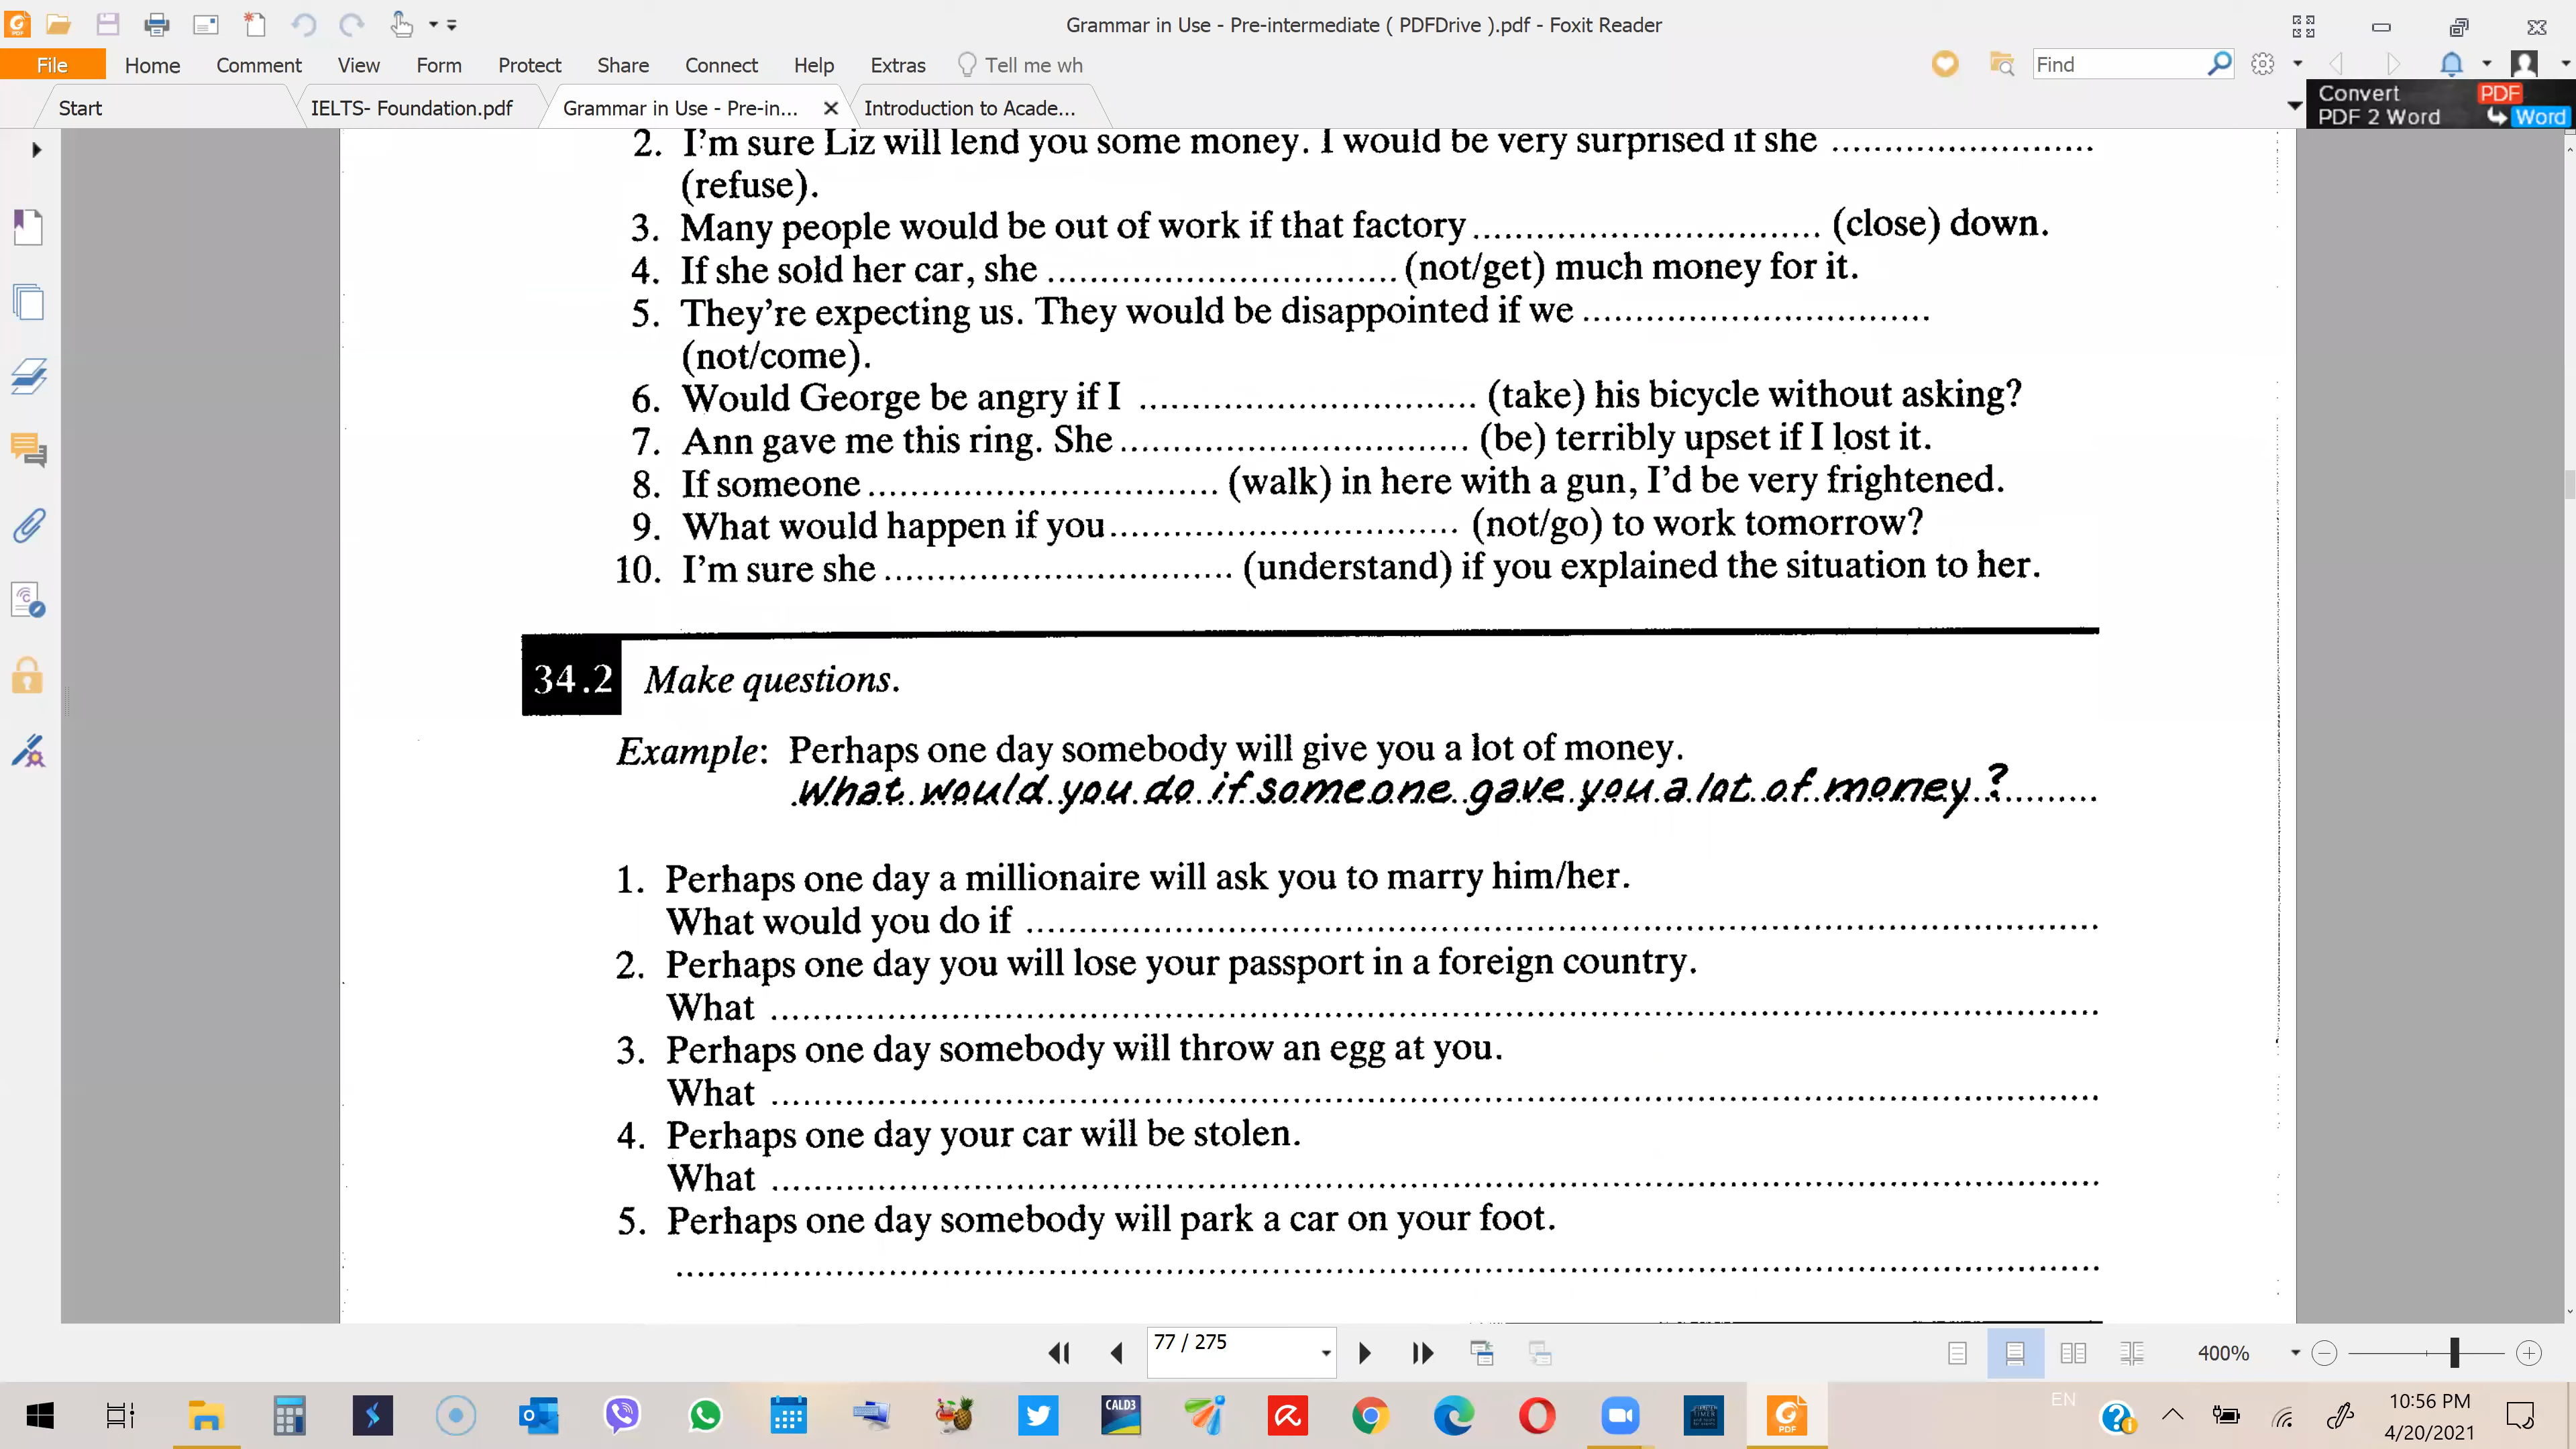 Grammar in Use - Pre-intermediate ( PDFDrive ).pdf - Foxit Reader
File Home Comment View Form Protect Share Connect Help Extras Tell me wh Find
Start IELTS- Foundation.pdf Grammar in Use - Pre-in... Introduction to Acade...
Convert PDF
PDF 2 Word Word
2. I'm sure Liz will lend you some money. I would be very surprised if she ..........................
(refuse).
3. Many people would be out of work if that factory .................................. (close) down.
4. If she sold her car, she .................................. (not/get) much money for it.
5. They're expecting us. They would be disappointed if we ..................................
(not/come).
6. Would George be angry if I .................................. (take) his bicycle without asking?
7. Ann gave me this ring. She .................................. (be) terribly upset if I lost it.
8. If someone .................................. (walk) in here with a gun, I'd be very frightened.
9. What would happen if you .................................. (not/go) to work tomorrow?
10. I'm sure she .................................. (understand) if you explained the situation to her.
34.2 Make questions.
Example: Perhaps one day somebody will give you a lot of money.
What would you do if someone gave you a lot of money?
1. Perhaps one day a millionaire will ask you to marry him/her.
What would you do if ..................................
2. Perhaps one day you will lose your passport in a foreign country.
What ..................................
3. Perhaps one day somebody will throw an egg at you.
What ..................................
4. Perhaps one day your car will be stolen.
What ..................................
5. Perhaps one day somebody will park a car on your foot.
..................................
77 / 275 400%
CALD3 EN 10:56 PM
4/20/2021